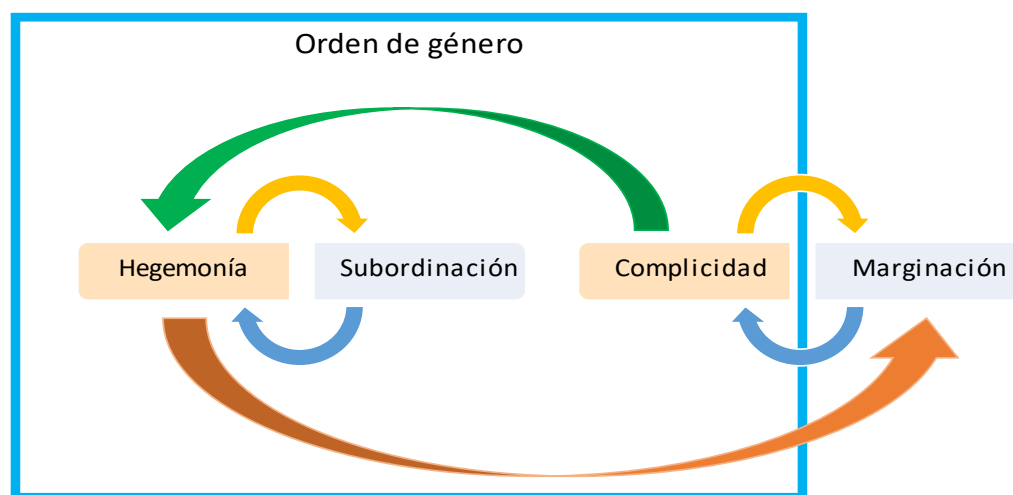 Orden de género
Hegemonía
Subordinación
Complicidad
Marginación